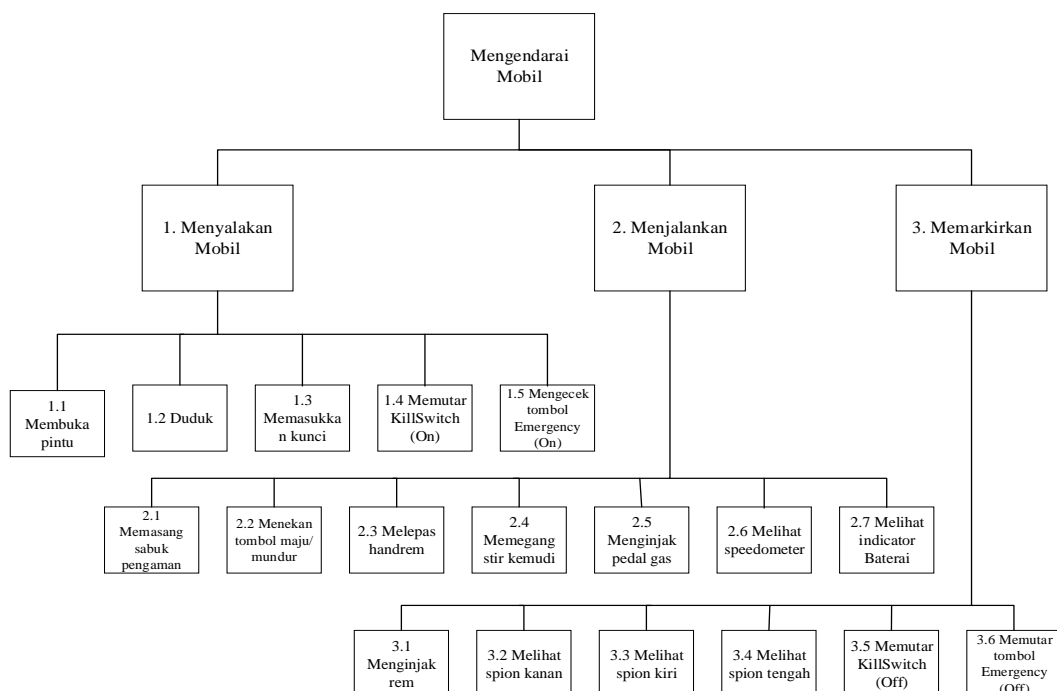 Mengendarai
Mobil
1. Menyalakan
Mobil
2. Menjalankan
Mobil
3. Memarkirkan
Mobil
1.1
Membuka
pintu
1.2 Duduk
1.3
Memasukka
n kunci
1.4 Memutar
KillSwitch
(On)
1.5 Mengecek
tombol
Emergency
(On)
2.1
Memasang
sabuk
pengaman
2.2 Menekan
tombol maju/
mundur
2.3 Melepas
handrem
2.4
Memegang
stir kemudi
2.5
Menginjak
pedal gas
2.6 Melihat
speedometer
2.7 Melihat
indicator
Baterai
3.1
Menginjak
rem
3.2 Melihat
spion kanan
3.3 Melihat
spion kiri
3.4 Melihat
spion tengah
3.5 Memutar
KillSwitch
(Off)
3.6 Memutar
tombol
Emergency
(Off)